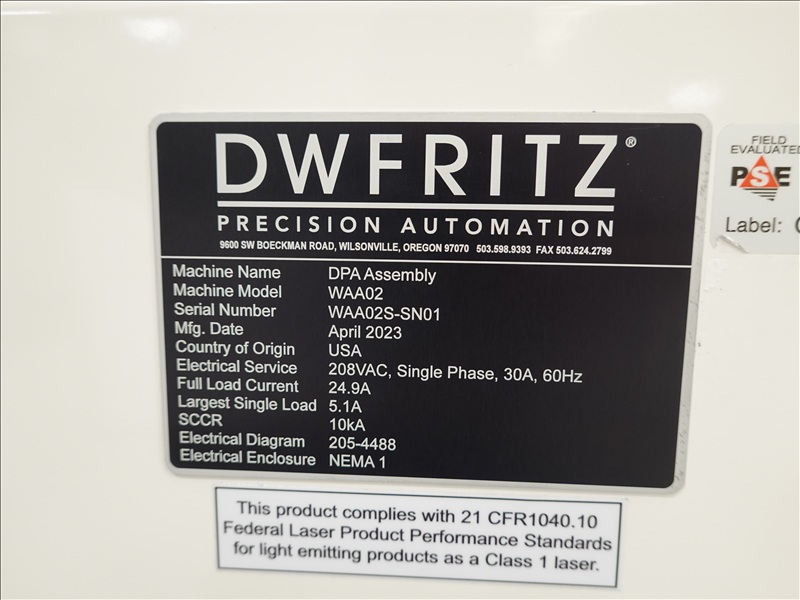 DWFRITZ®
PRECISION AUTOMATION
9600 SW BOECKMAN ROAD, WILSONVILLE, OREGON 97070 503.598.9393 FAX 503.624.2799
Machine Name DPA Assembly
Machine Model WAA02
Serial Number WAA02S-SN01
Mfg. Date April 2023
Country of Origin USA
Electrical Service 208VAC, Single Phase, 30A, 60Hz
Full Load Current 24.9A
Largest Single Load 5.1A
SCCR 10kA
Electrical Diagram 205-4488
Electrical Enclosure NEMA 1
This product complies with 21 CFR1040.10
Federal Laser Product Performance Standards
for light emitting products as a Class 1 laser.
FIELD
EVALUATED
PSE
Label: